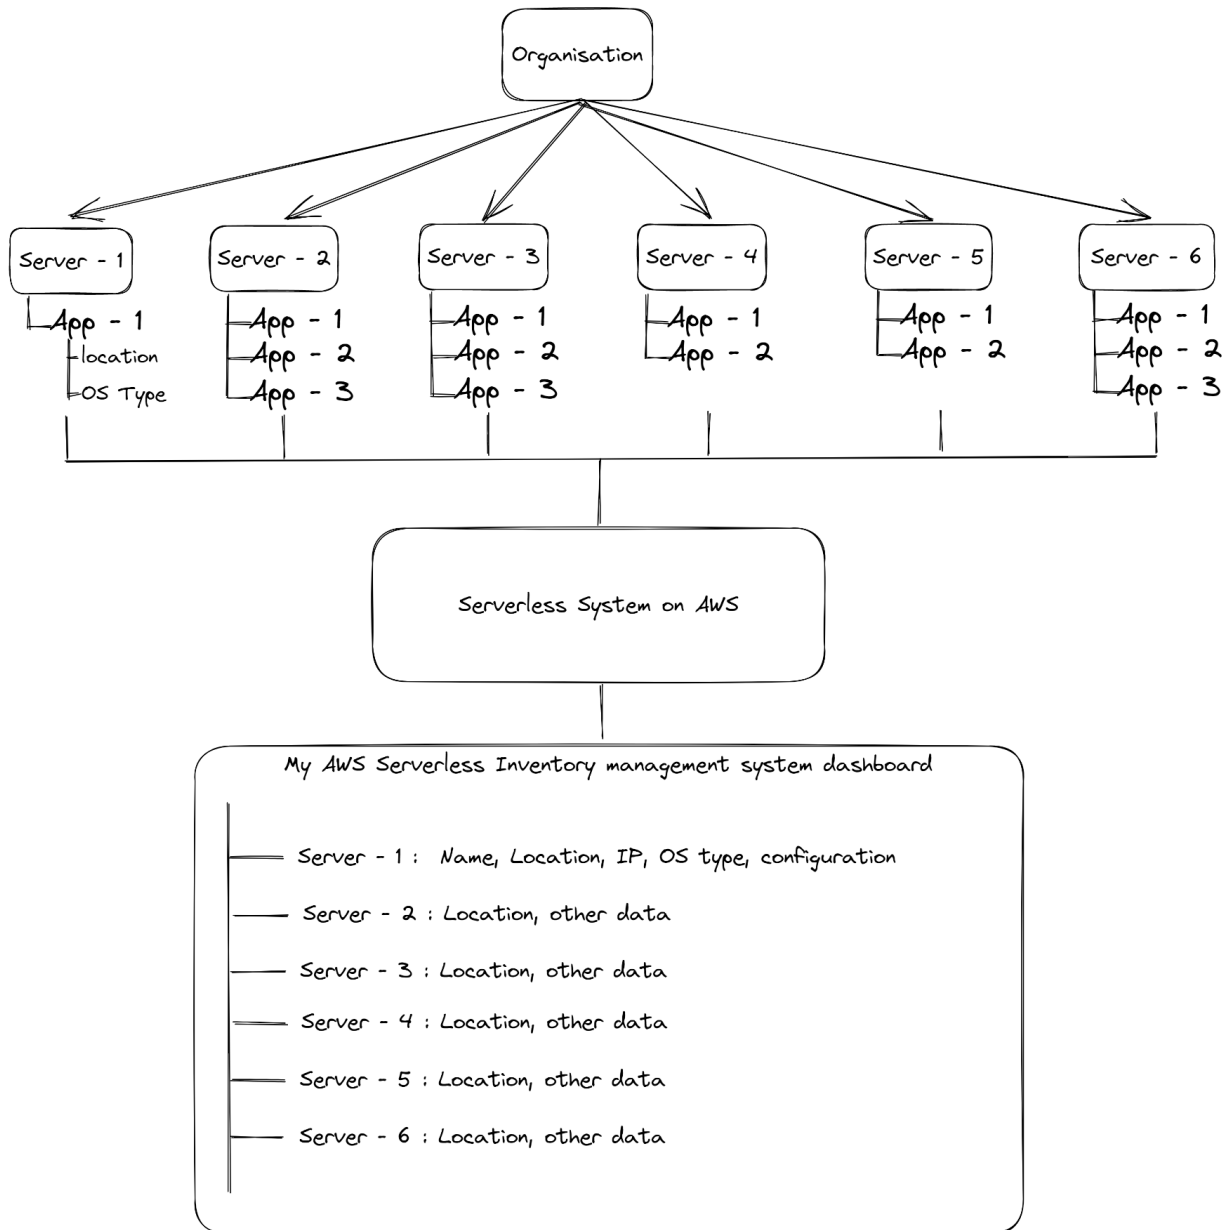 Organisation
Server - 1
Server - 2
Server - 3
Server - 4
Server - 5
Server - 6
App - 1
location
OS Type
App - 1
App - 2
App - 3
App - 1
App - 2
App - 3
App - 1
App - 2
App - 1
App - 2
App - 1
App - 2
App - 3
Serverless System on AWS
My AWS Serverless Inventory management system dashboard
Server - 1 : Name, Location, IP, OS type, configuration
Server - 2 : Location, other data
Server - 3 : Location, other data
Server - 4 : Location, other data
Server - 5 : Location, other data
Server - 6 : Location, other data